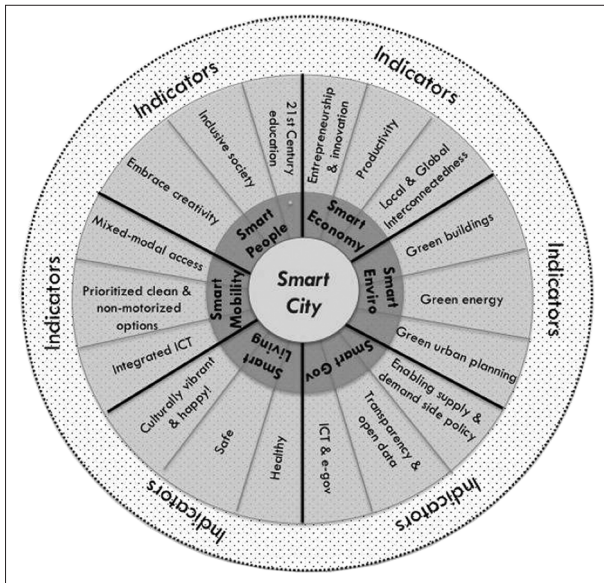 Smart
City
Smart
Economy
Entrepreneurship
& innovation
Productivity
Local & Global
Interconnectedness
Indicators
Smart
Enviro
Green buildings
Green energy
Green urban planning
Indicators
Smart Gov
Enabling supply &
demand side policy
Transparency &
open data
ICT & e-gov
Indicators
Smart
Living
Healthy
Safe
Culturally vibrant
& happy!
Indicators
Smart
Mobility
Integrated ICT
Prioritized clean &
non-motorized
options
Mixed-modal access
Indicators
Smart
People
Embrace creativity
Inclusive society
21st Century
education
Indicators